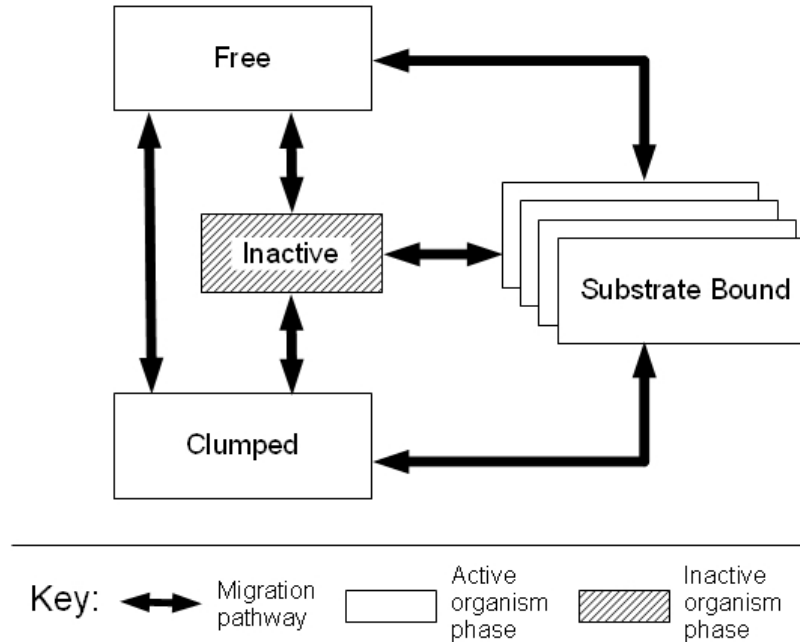 Free
Inactive
Substrate Bound
Clumped
Key:
Migration
pathway
Active
organism
phase
Inactive
organism
phase